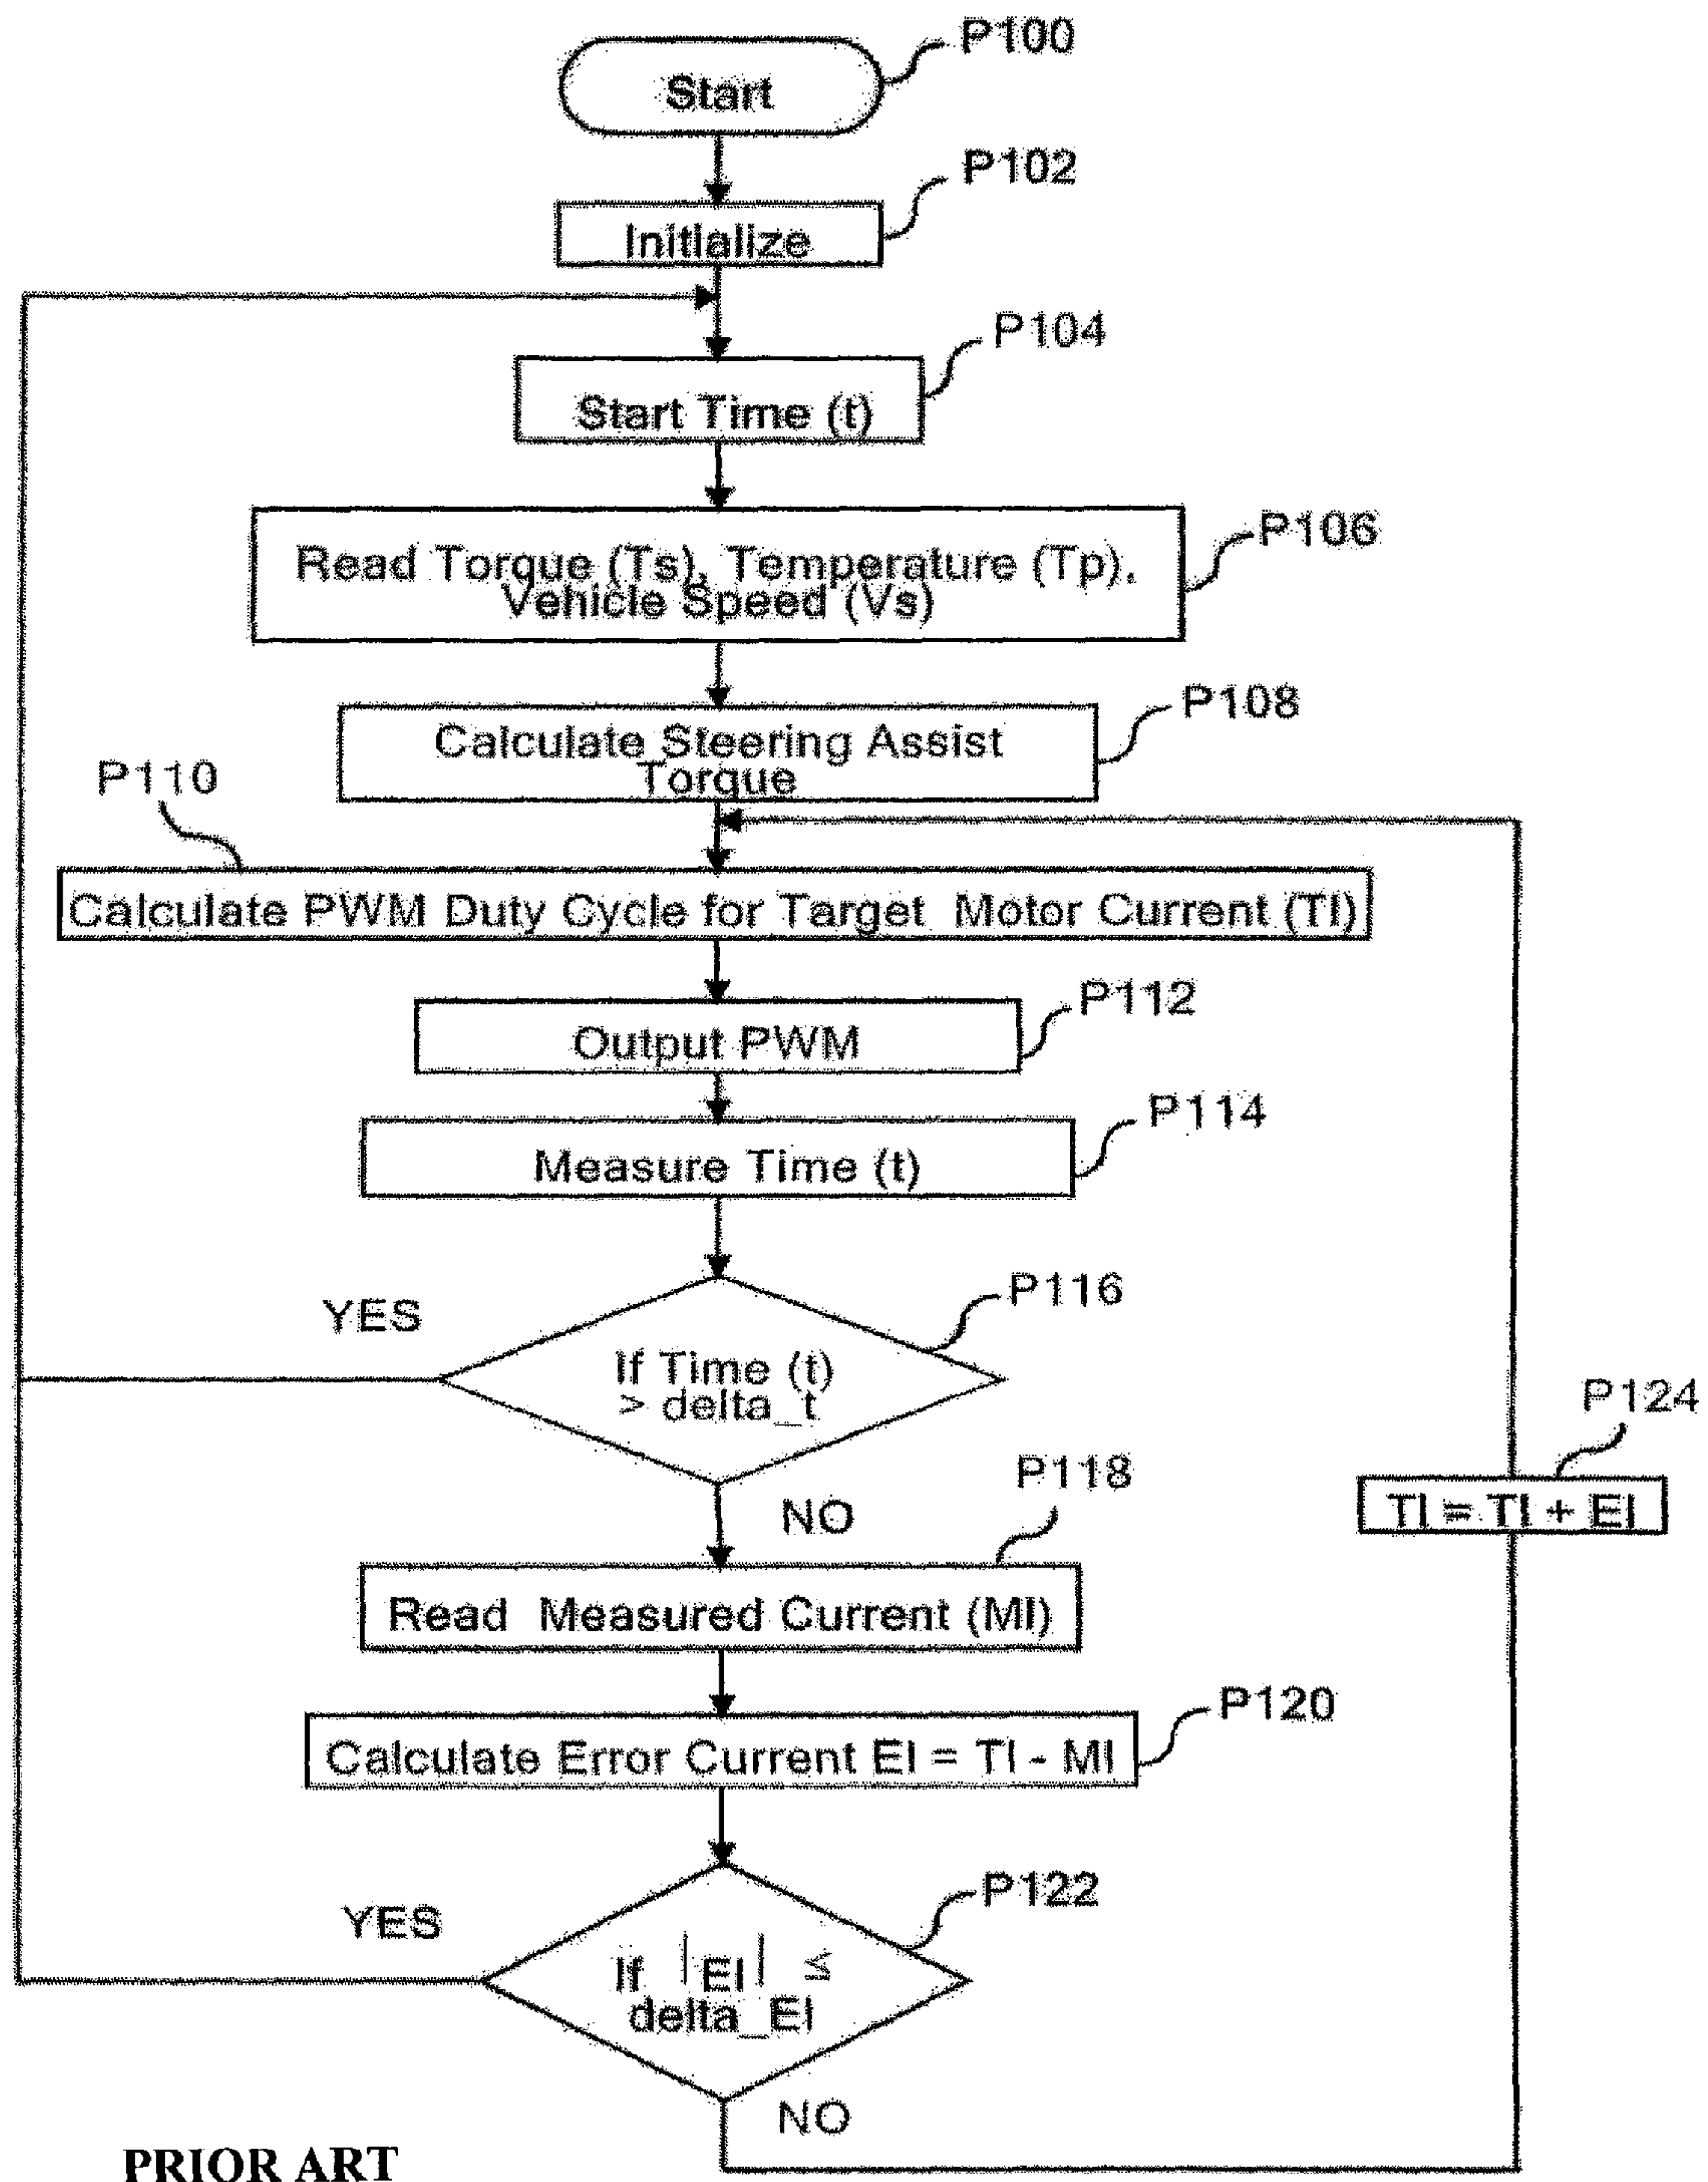 P100
Start
P102
Initialize
P104
Start Time (t)
P106
Read Torque (Ts), Temperature (Tp),
Vehicle Speed (Vs)
P108
Calculate Steering Assist
Torque
P110
Calculate PWM Duty Cycle for Target Motor Current (TI)
P112
Output PWM
P114
Measure Time (t)
P116
YES
If Time (t)
> delta_t
P124
TI = TI + EI
P118
NO
Read Measured Current (MI)
P120
Calculate Error Current EI = TI - MI
P122
YES
If |EI| ≤
delta_EI
NO
PRIOR ART